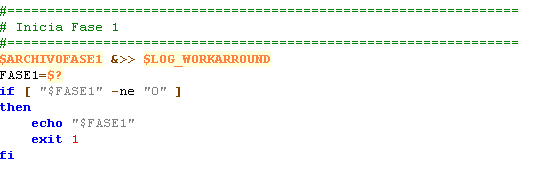 #================================================================
# Inicia Fase 1
#================================================================
$ARCHIVOFASE1 &>> $LOG_WORKARROUND
FASE1=$?
if [ "$FASE1" -ne "0" ]
then
    echo "$FASE1"
    exit 1
fi